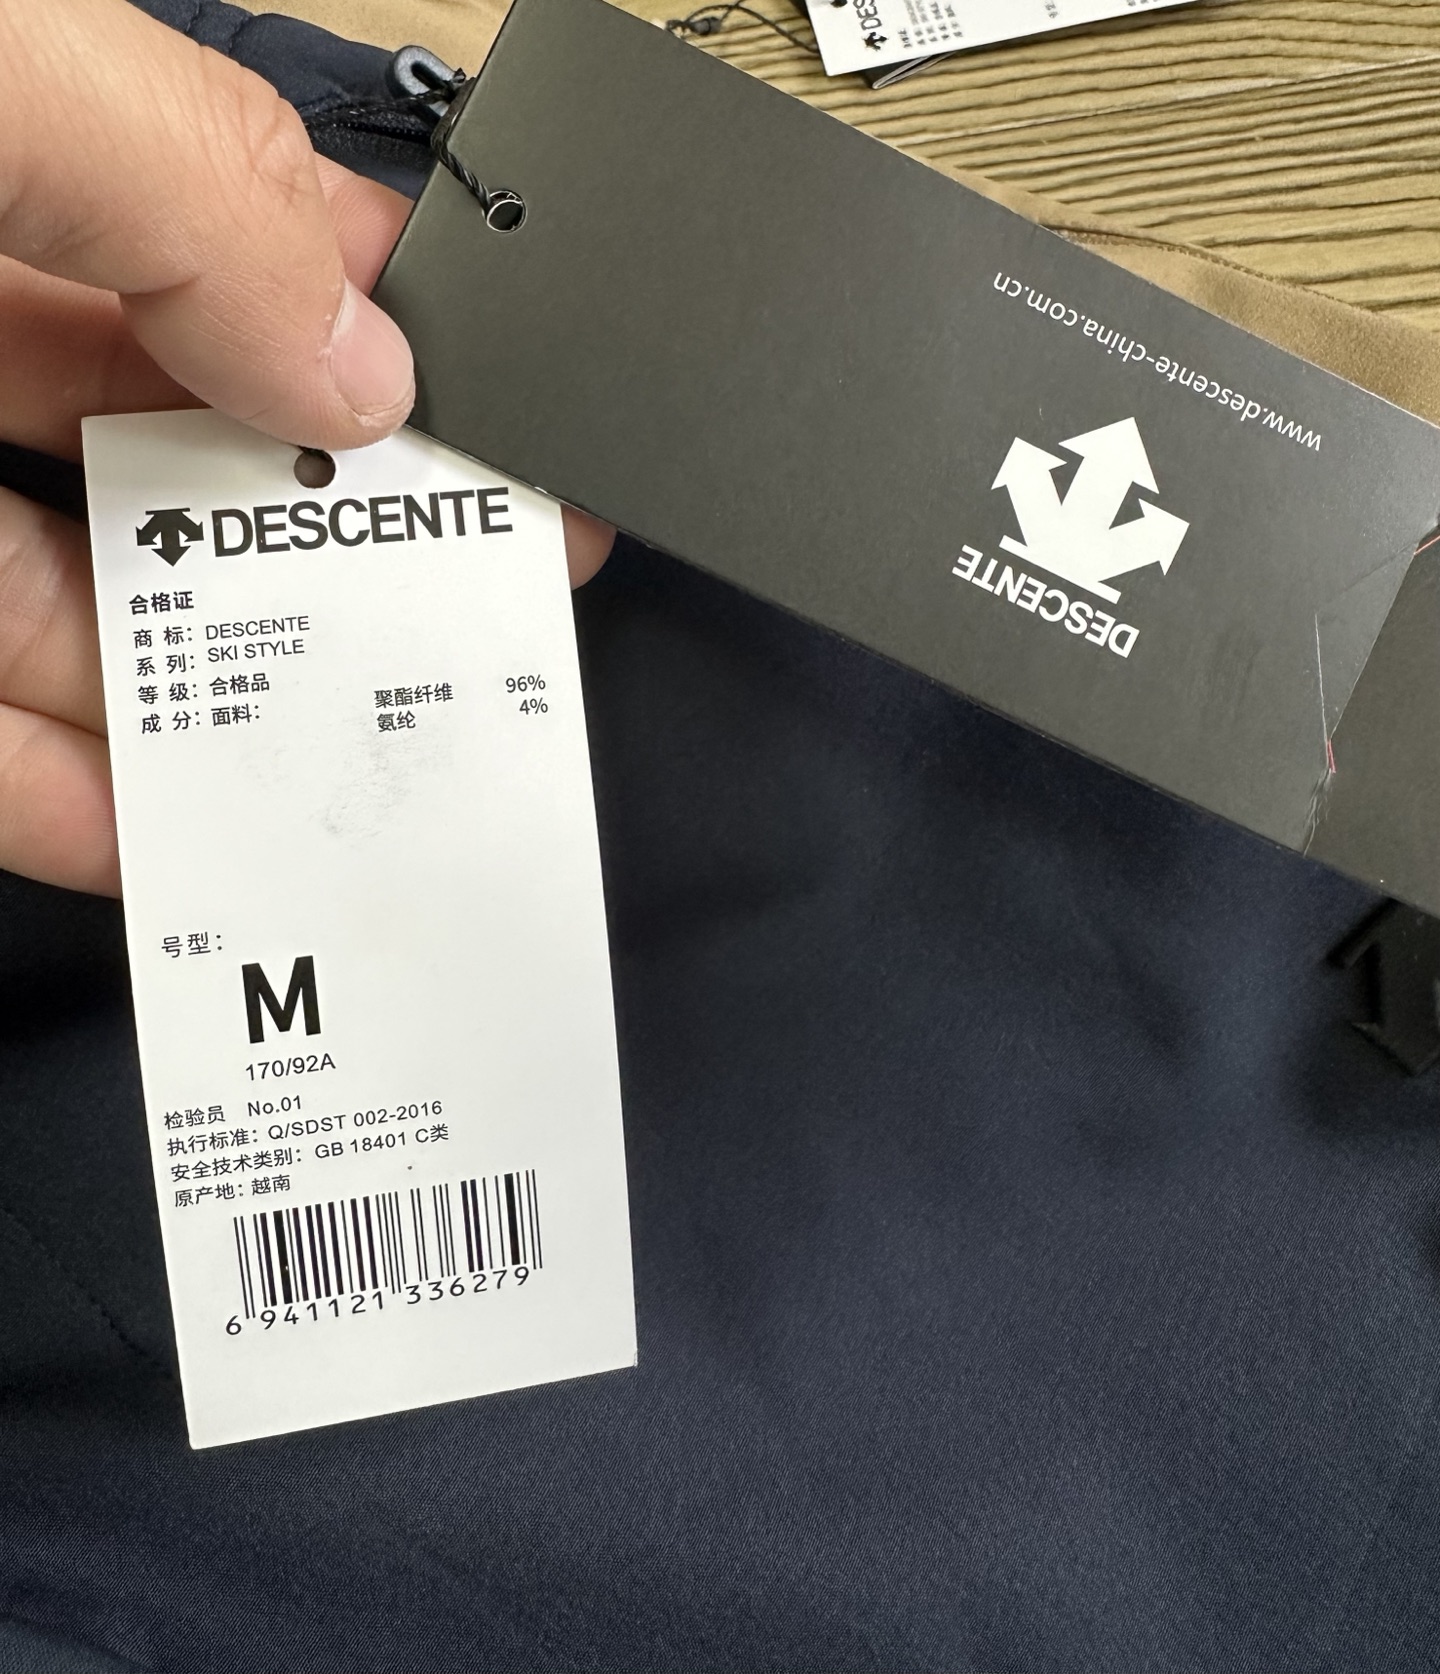 DESCENTE
合格证
商 标：DESCENTE
系 列：SKI STYLE
等 级：合格品
成 分：面料： 聚酯纤维 96%
氨纶 4%
号型：
M
170/92A
检验员 No.01
执行标准：Q/SDST 002-2016
安全技术类别：GB 18401 C类
原产地：越南
6 941121 336279
DESCENTE
www.descente-china.com.cn
DES